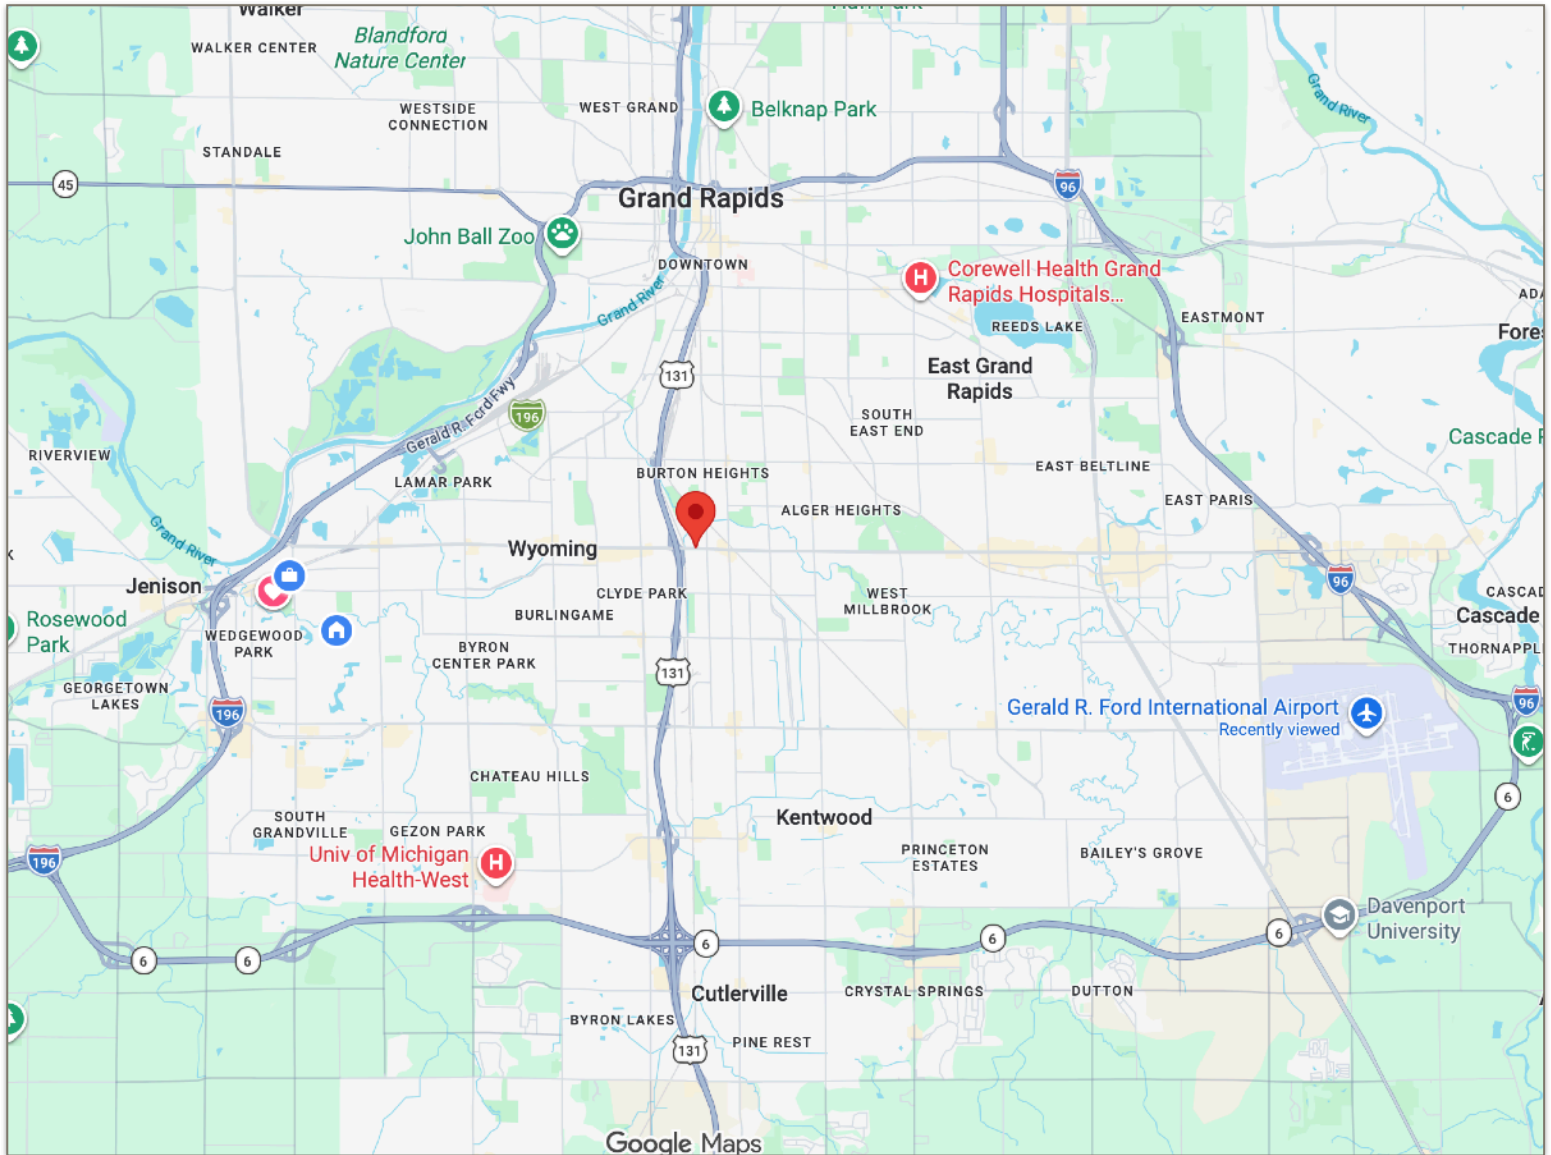 Walker
WALKER CENTER
Blandford
Nature Center
WEST GRAND
Belknap Park
WESTSIDE
CONNECTION
STANDALE
45
96
Grand River
Grand Rapids
John Ball Zoo
DOWNTOWN
Grand River
Corewell Health Grand
Rapids Hospitals...
REEDS LAKE
EASTMONT
131
East Grand
Rapids
196
Gerald R. Ford Fwy
SOUTH
EAST END
RIVERVIEW
LAMAR PARK
BURTON HEIGHTS
EAST BELTLINE
EAST PARIS
ALGER HEIGHTS
Grand River
Wyoming
Jenison
CLYDE PARK
WEST
MILLBROOK
96
Cascade
BURLINGAME
Rosewood
Park
WEDGEWOOD
PARK
BYRON
CENTER PARK
131
GEORGETOWN
LAKES
196
Gerald R. Ford International Airport
Recently viewed
96
CHATEAU HILLS
6
SOUTH
GRANDVILLE
GEZON PARK
Kentwood
Univ of Michigan
Health-West
H
H
196
PRINCETON
ESTATES
BAILEY'S GROVE
Davenport
University
6
6
6
6
6
Cutlerville
CRYSTAL SPRINGS
DUTTON
BYRON LAKES
PINE REST
131
Google Maps